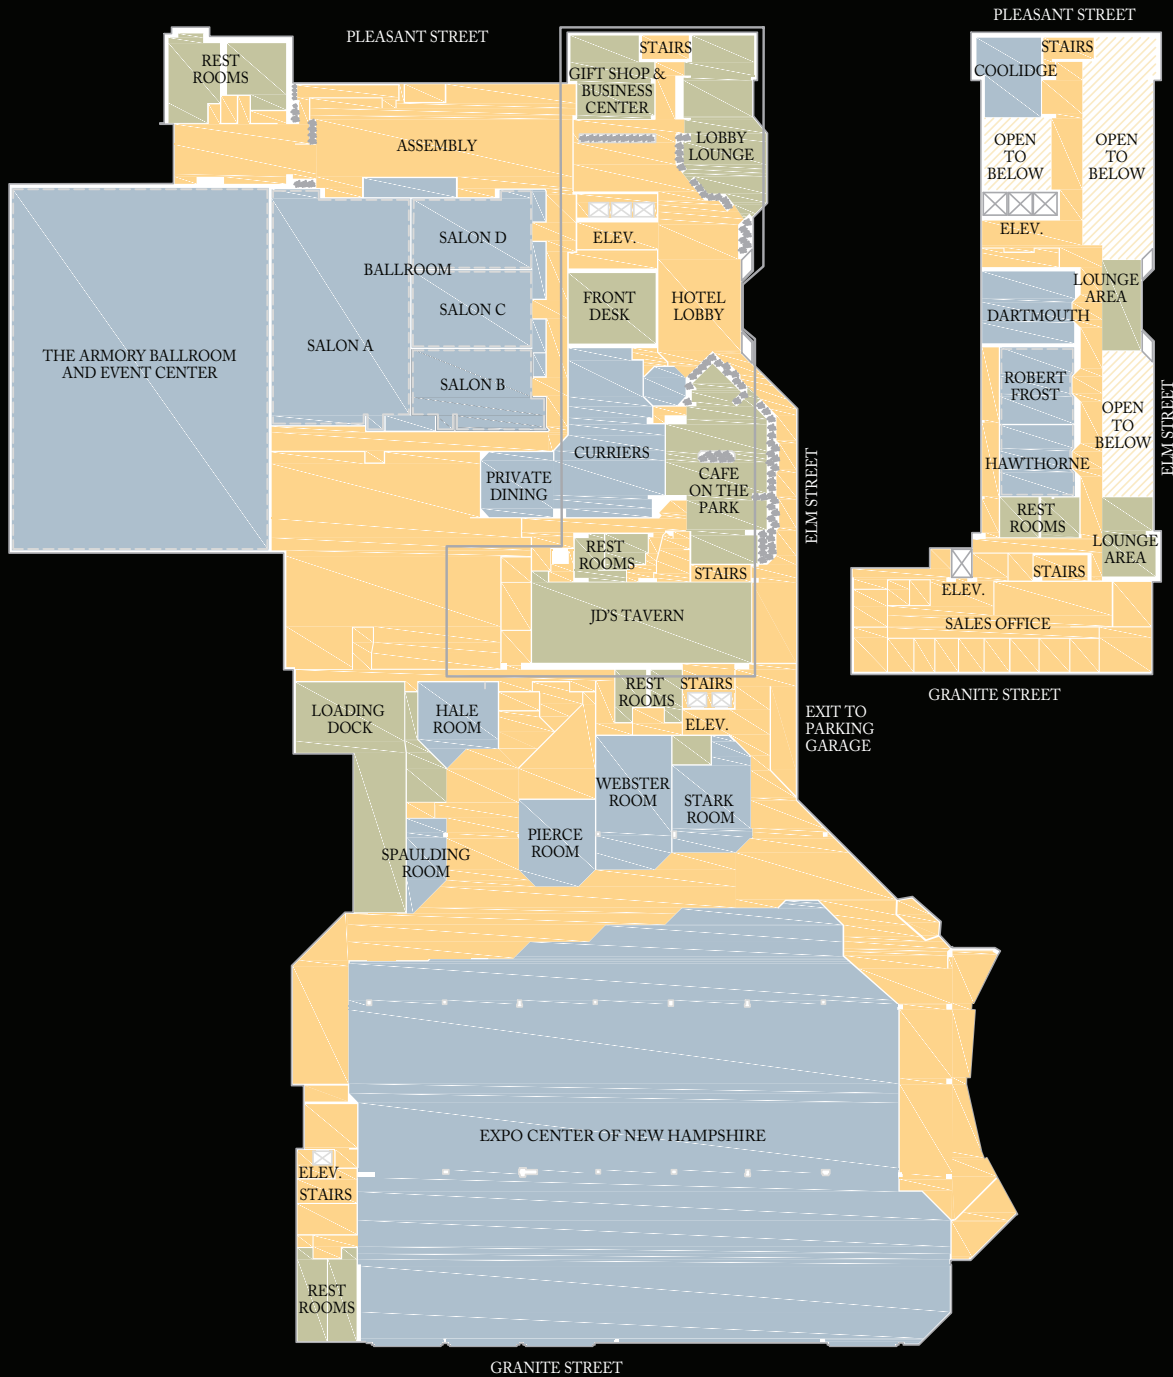 PLEASANT STREET
REST
ROOMS
STAIRS
GIFT SHOP &
BUSINESS
CENTER
ASSEMBLY
LOBBY
LOUNGE
SALON D
ELEV.
BALLROOM
FRONT
DESK
HOTEL
LOBBY
SALON C
SALON A
THE ARMORY BALLROOM
AND EVENT CENTER
SALON B
CURRIERS
PRIVATE
DINING
CAFE
ON THE
PARK
ELM STREET
REST
ROOMS
STAIRS
JD'S TAVERN
REST
ROOMS
STAIRS
LOADING
DOCK
HALE
ROOM
ELEV.
EXIT TO
PARKING
GARAGE
WEBSTER
ROOM
STARK
ROOM
PIERCE
ROOM
SPAULDING
ROOM
EXPO CENTER OF NEW HAMPSHIRE
ELEV.
STAIRS
REST
ROOMS
GRANITE STREET
PLEASANT STREET
STAIRS
COOLIDGE
OPEN
TO
BELOW
OPEN
TO
BELOW
ELEV.
LOUNGE
AREA
DARTMOUTH
ROBERT
FROST
OPEN
TO
BELOW
ELM STREET
HAWTHORNE
REST
ROOMS
LOUNGE
AREA
STAIRS
ELEV.
SALES OFFICE
GRANITE STREET